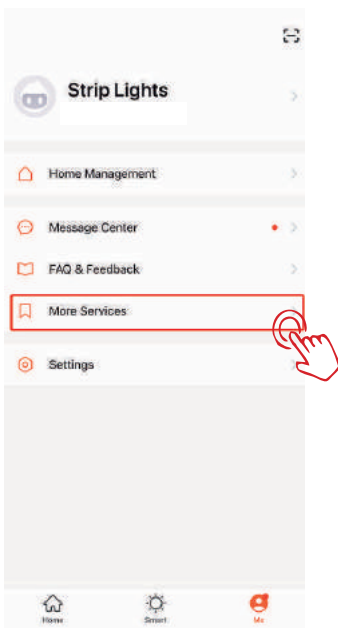 Strip Lights
Home Management
Message Center
FAQ & Feedback
More Services
Settings
Home
Smart
Me